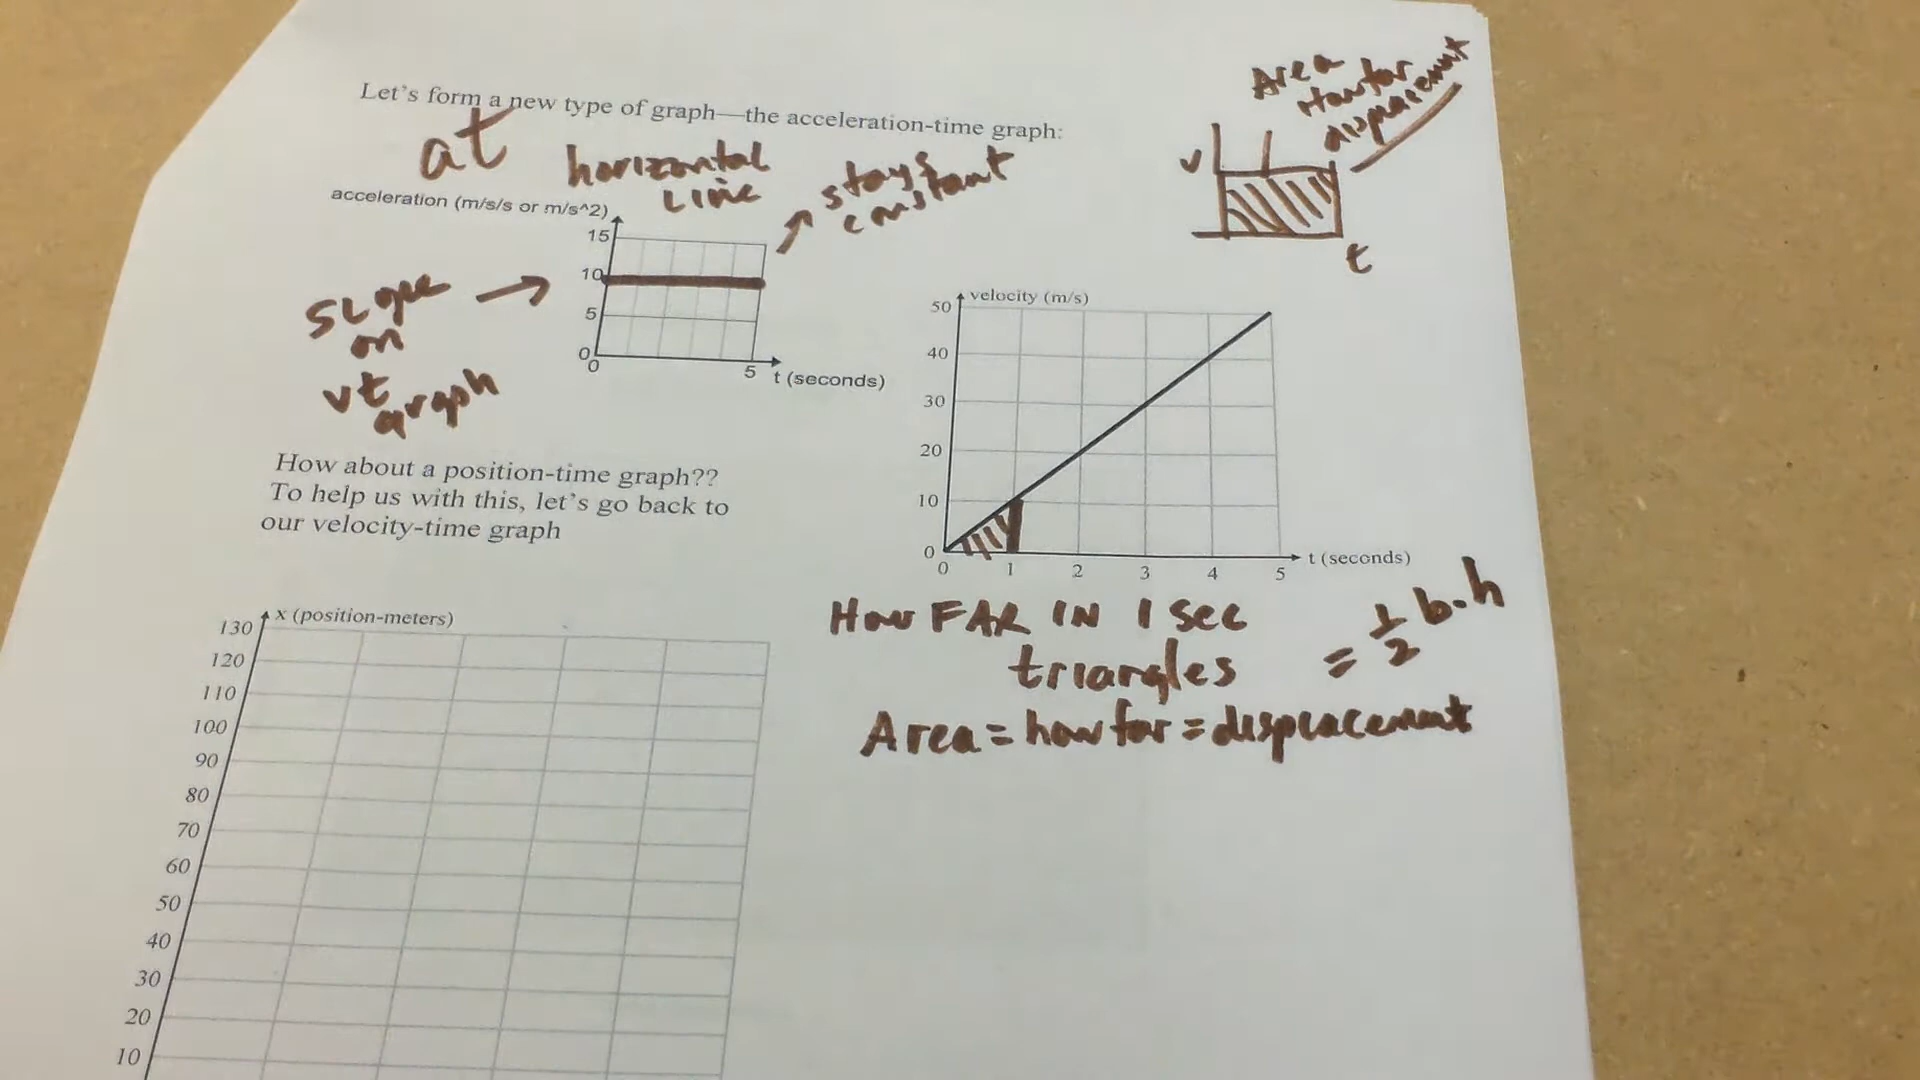 Let's form a new type of graph—the acceleration-time graph:
at
horizontal
Line
stays
constant
Area
How far
displacement
v
t
acceleration (m/s/s or m/s^2)
15
10
5
0
0
5
t (seconds)
slope
on
vt
graph
velocity (m/s)
50
40
30
20
10
0
0
1
2
3
4
5
t (seconds)
How about a position-time graph??
To help us with this, let's go back to
our velocity-time graph
How FAR IN 1 sec
triangles = 1/2 b·h
Area = how far = displacement
x (position-meters)
130
120
110
100
90
80
70
60
50
40
30
20
10